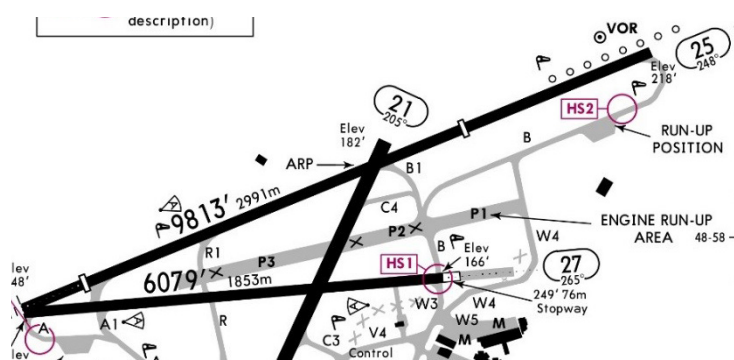 description)
VOR
25
248°
Elev
218'
21
205°
Elev
182'
HS2
B
RUN-UP
POSITION
ARP
B1
9813' 2991m
C4
P1
ENGINE RUN-UP
AREA
48-58
P2
R1
P3
B
W4
Elev
166'
HS1
27
265°
6079' 1853m
48'
249' 76m
Stopway
W3
W4
A
A1
R
C3
V4
W5
M
M
Control